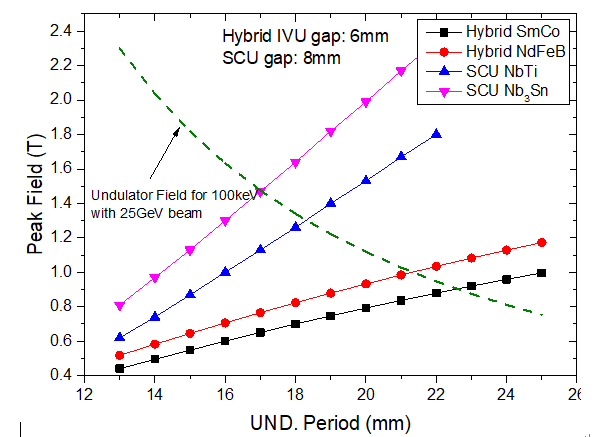 2.4
2.2
2.0
1.8
1.6
1.4
1.2
1.0
0.8
0.6
0.4
Peak Field (T)
Hybrid IVU gap: 6mm
SCU gap: 8mm
Hybrid SmCo
Hybrid NdFeB
SCU NbTi
SCU Nb3Sn
Undulator Field for 100keV
with 25GeV beam
12 14 16 18 20 22 24 26
UND. Period (mm)